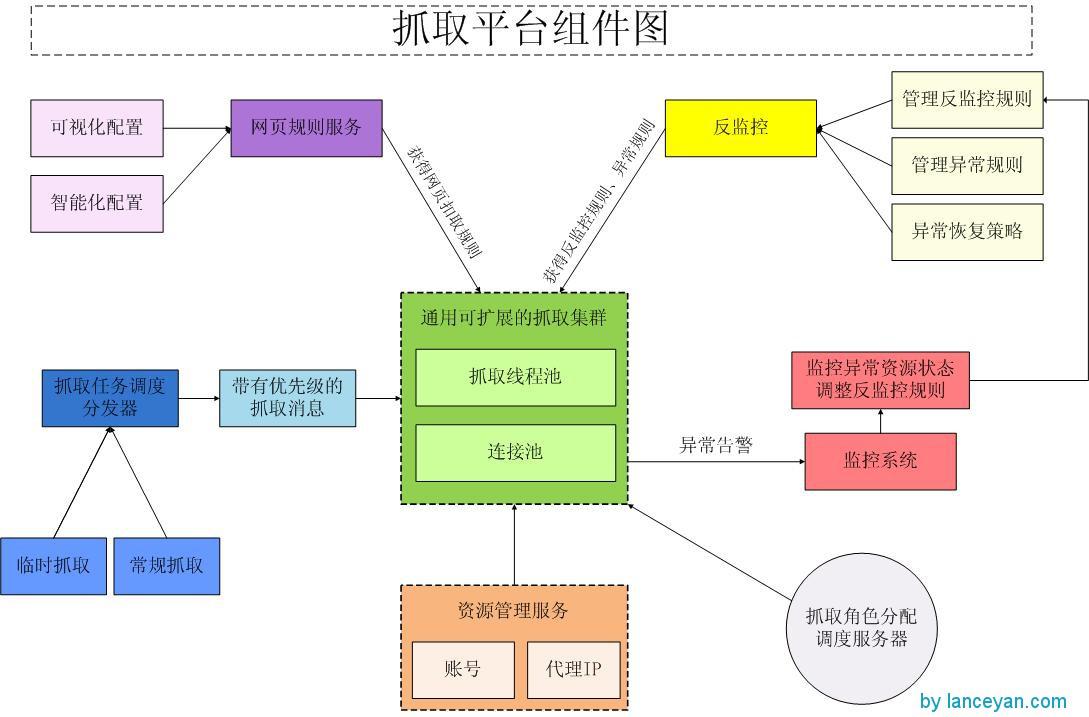 抓取平台组件图
可视化配置
智能化配置
网页规则服务
获得网页扣取规则
反监控
获得反监控规则、异常规则
管理反监控规则
管理异常规则
异常恢复策略
通用可扩展的抓取集群
抓取线程池
连接池
抓取任务调度
分发器
带有优先级的
抓取消息
临时抓取
常规抓取
异常告警
监控异常资源状态
调整反监控规则
监控系统
资源管理服务
账号
代理IP
抓取角色分配
调度服务器
by lanceyan.com